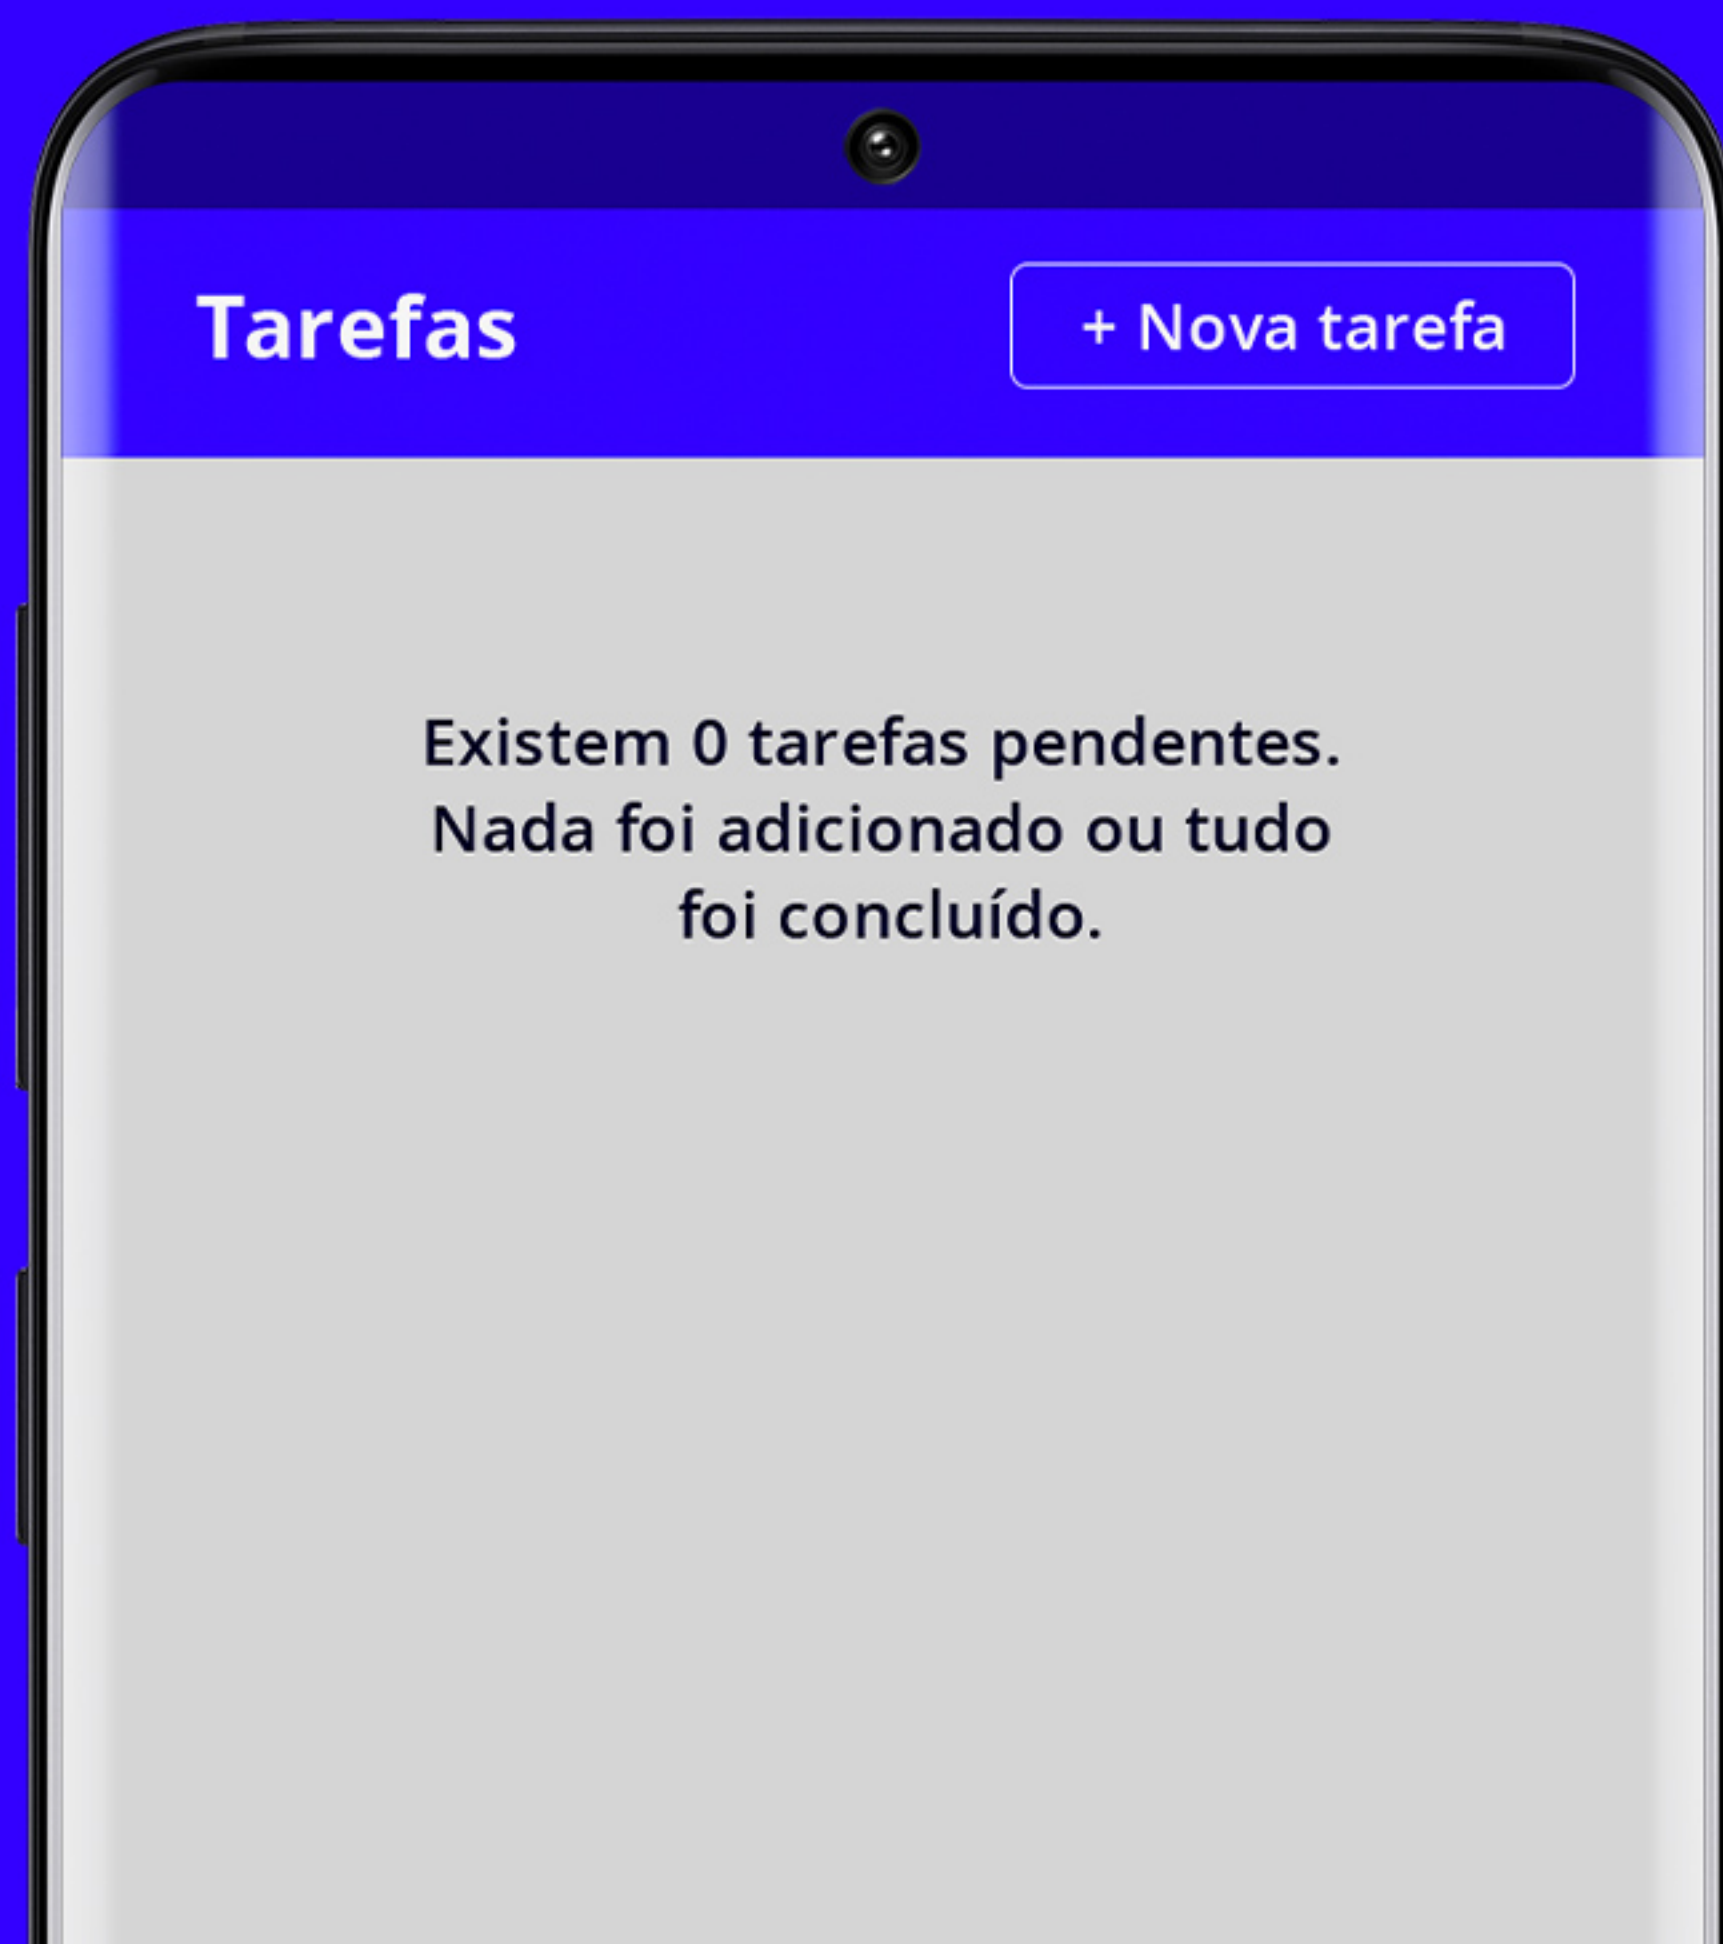 Tarefas
+ Nova tarefa
Existem 0 tarefas pendentes.
Nada foi adicionado ou tudo
foi concluído.